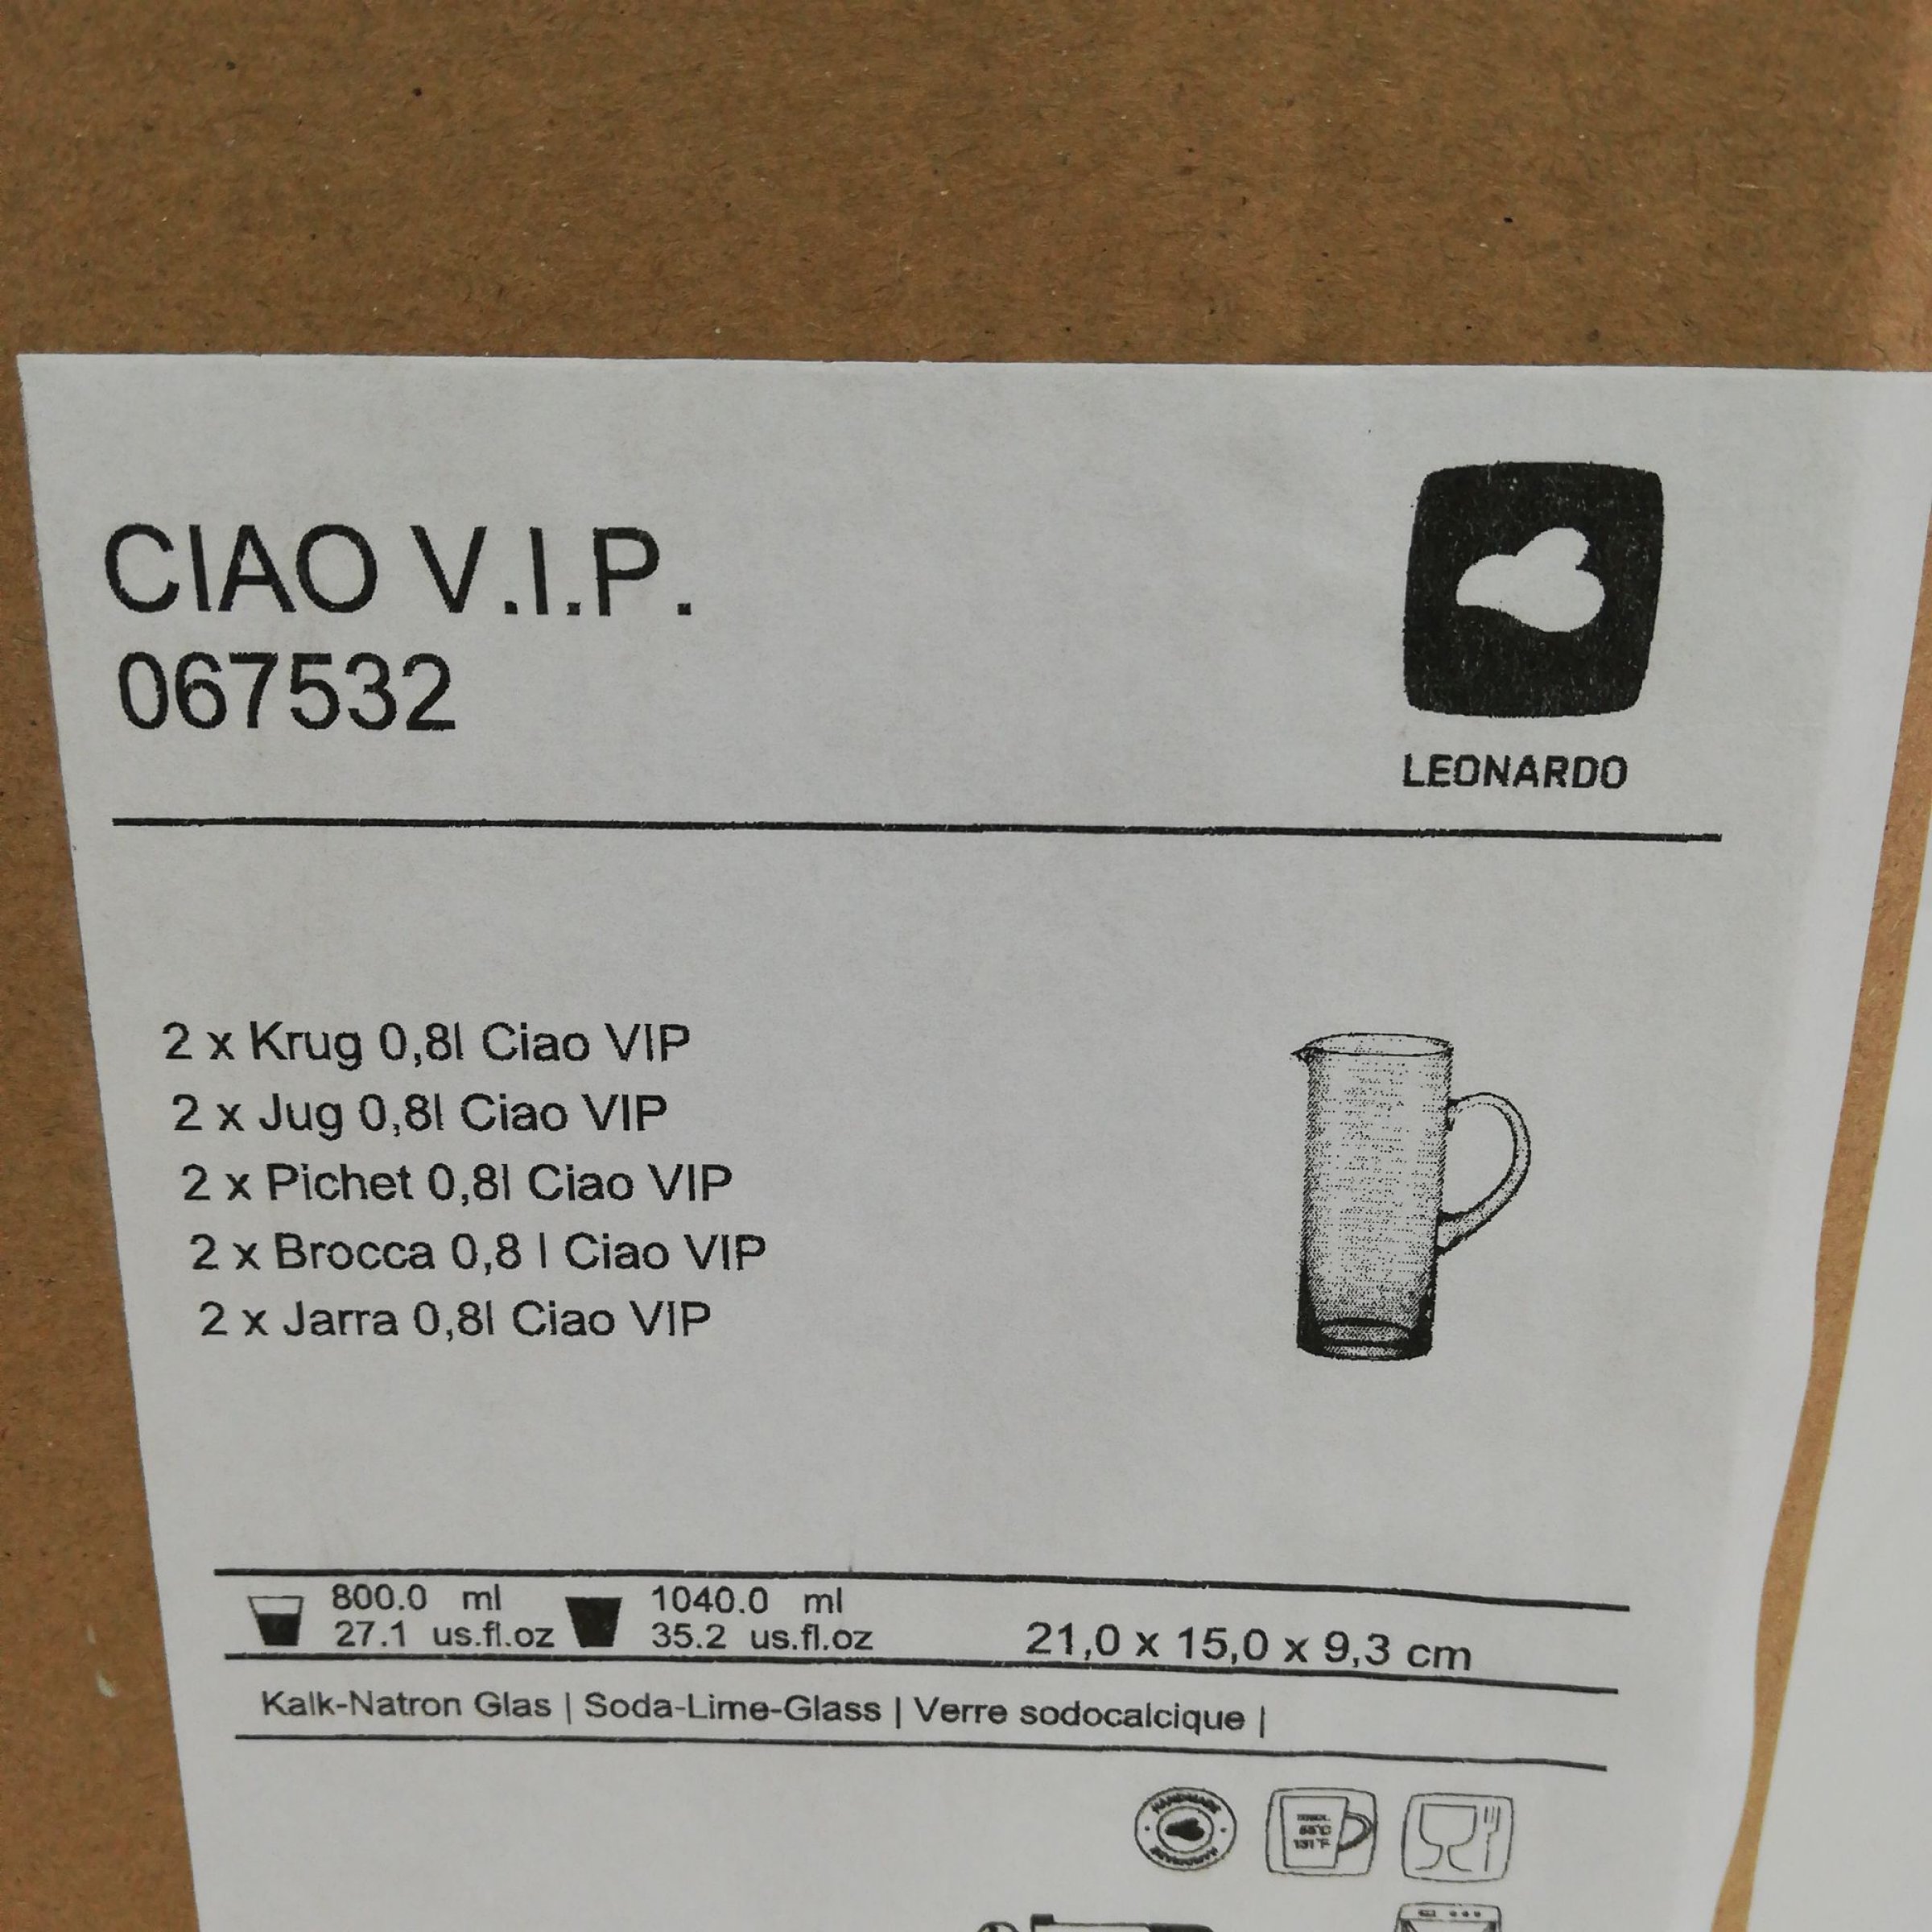 CIAO V.I.P.
067532
LEONARDO
2 x Krug 0,8l Ciao VIP
2 x Jug 0,8l Ciao VIP
2 x Pichet 0,8l Ciao VIP
2 x Brocca 0,8 l Ciao VIP
2 x Jarra 0,8l Ciao VIP
800.0 ml
27.1 us.fl.oz
1040.0 ml
35.2 us.fl.oz
21,0 x 15,0 x 9,3 cm
Kalk-Natron Glas | Soda-Lime-Glass | Verre sodocalcique |
HANDMADE
55°C
131°F